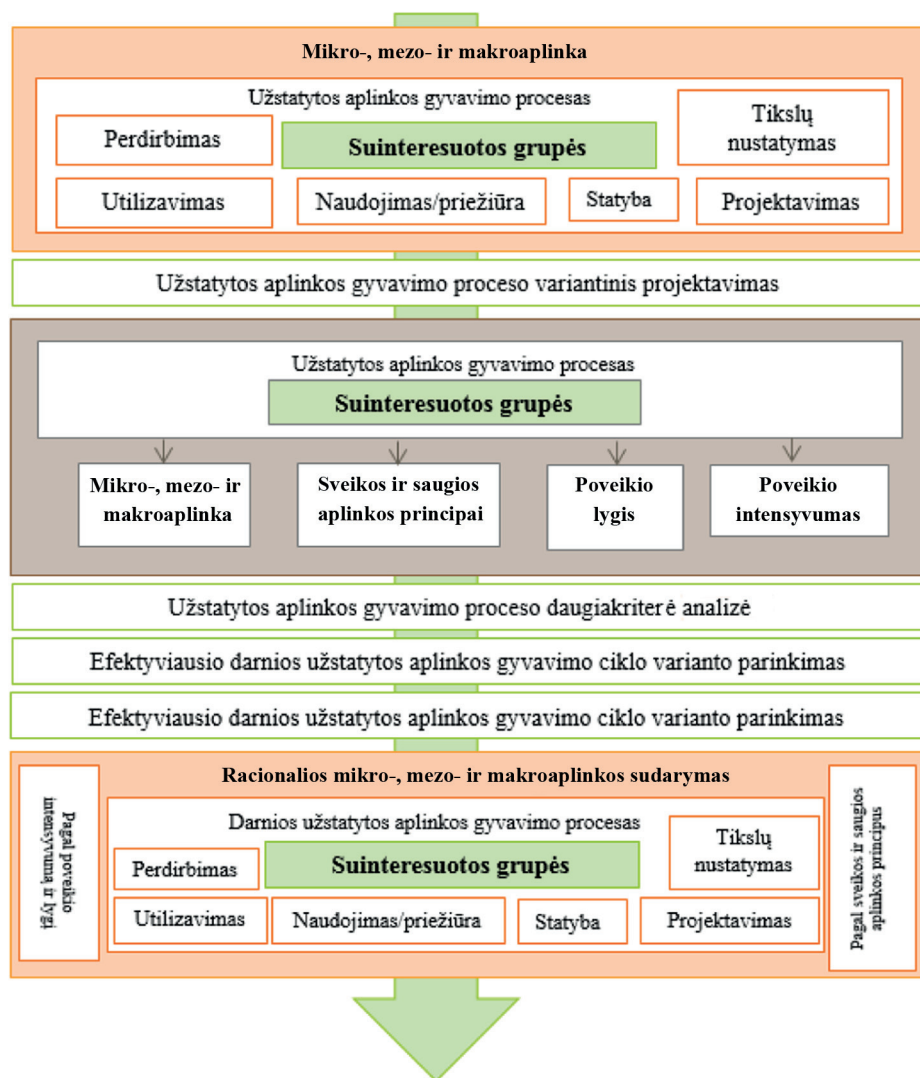 Mikro-, mezo- ir makroaplinka
Užstatytos aplinkos gyvavimo procesas
Perdirbimas
Suinteresuotos grupės
Tikslų
nustatymas
Utilizavimas
Naudojimas/priežiūra
Statyba
Projektavimas
Užstatytos aplinkos gyvavimo proceso variantinis projektavimas
Užstatytos aplinkos gyvavimo procesas
Suinteresuotos grupės
Mikro-, mezo- ir
makroaplinka
Sveikos ir saugios
aplinkos principai
Poveikio
lygis
Poveikio
intensyvumas
Užstatytos aplinkos gyvavimo proceso daugiakriterė analizė
Efektyviausio darnios užstatytos aplinkos gyvavimo ciklo varianto parinkimas
Efektyviausio darnios užstatytos aplinkos gyvavimo ciklo varianto parinkimas
Racionalios mikro-, mezo- ir makroaplinkos sudarymas
Pagal poveikio
intensyvumą ir lygį
Darnios užstatytos aplinkos gyvavimo procesas
Perdirbimas
Suinteresuotos grupės
Tikslų
nustatymas
Utilizavimas
Naudojimas/priežiūra
Statyba
Projektavimas
Pagal sveikos ir saugios
aplinkos principus